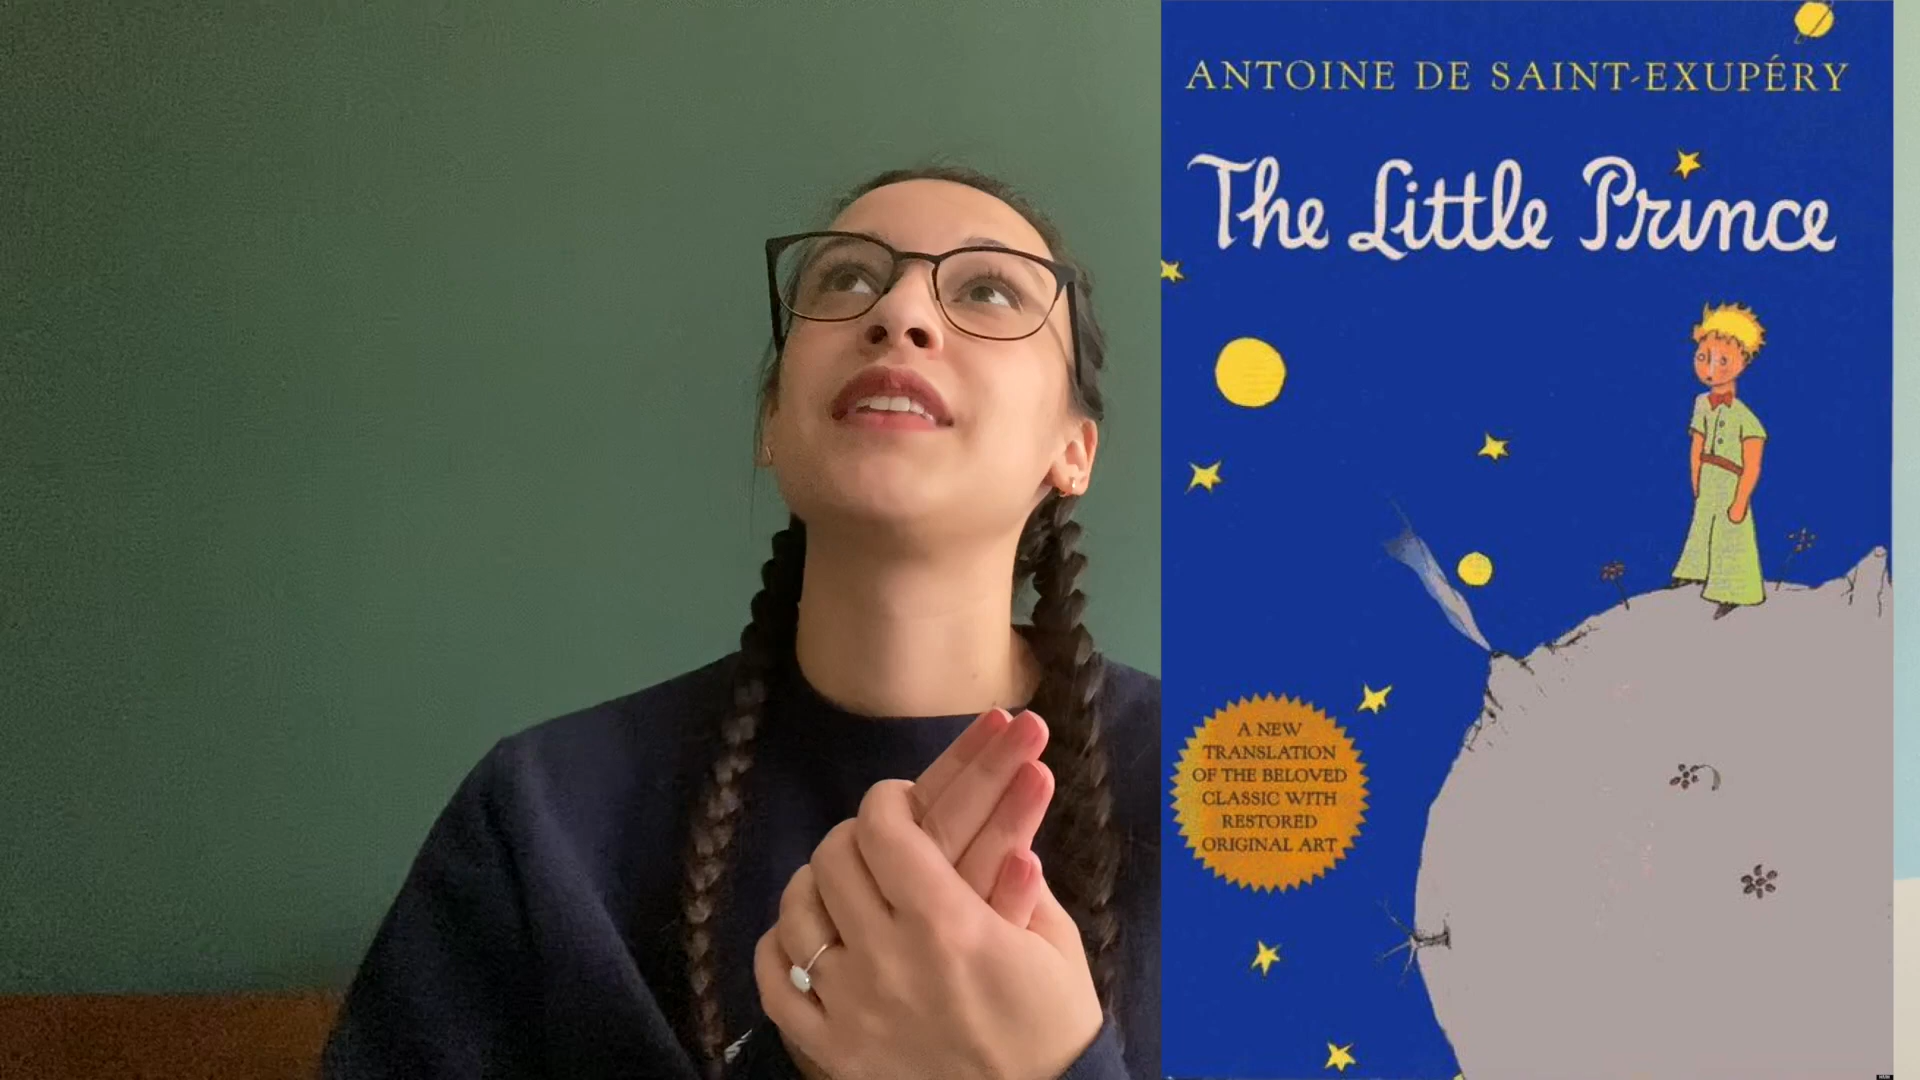 ANTOINE DE SAINT-EXUPÉRY
The Little Prince
A NEW
TRANSLATION
OF THE BELOVED
CLASSIC WITH
RESTORED
ORIGINAL ART